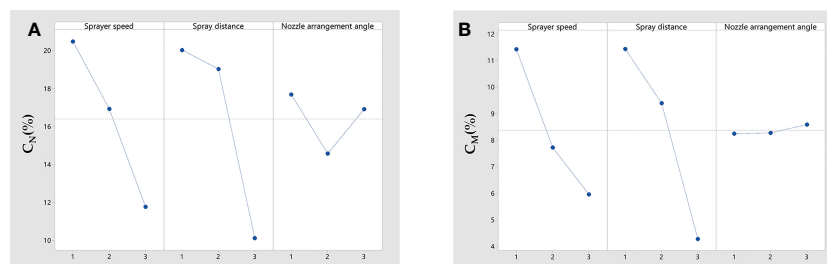 A
Sprayer speed
Spray distance
Nozzle arrangement angle
20
18
16
14
12
10
C_N(%)
1 2 3 1 2 3 1 2 3
B
Sprayer speed
Spray distance
Nozzle arrangement angle
12
11
10
9
8
7
6
5
4
C_M(%)
1 2 3 1 2 3 1 2 3